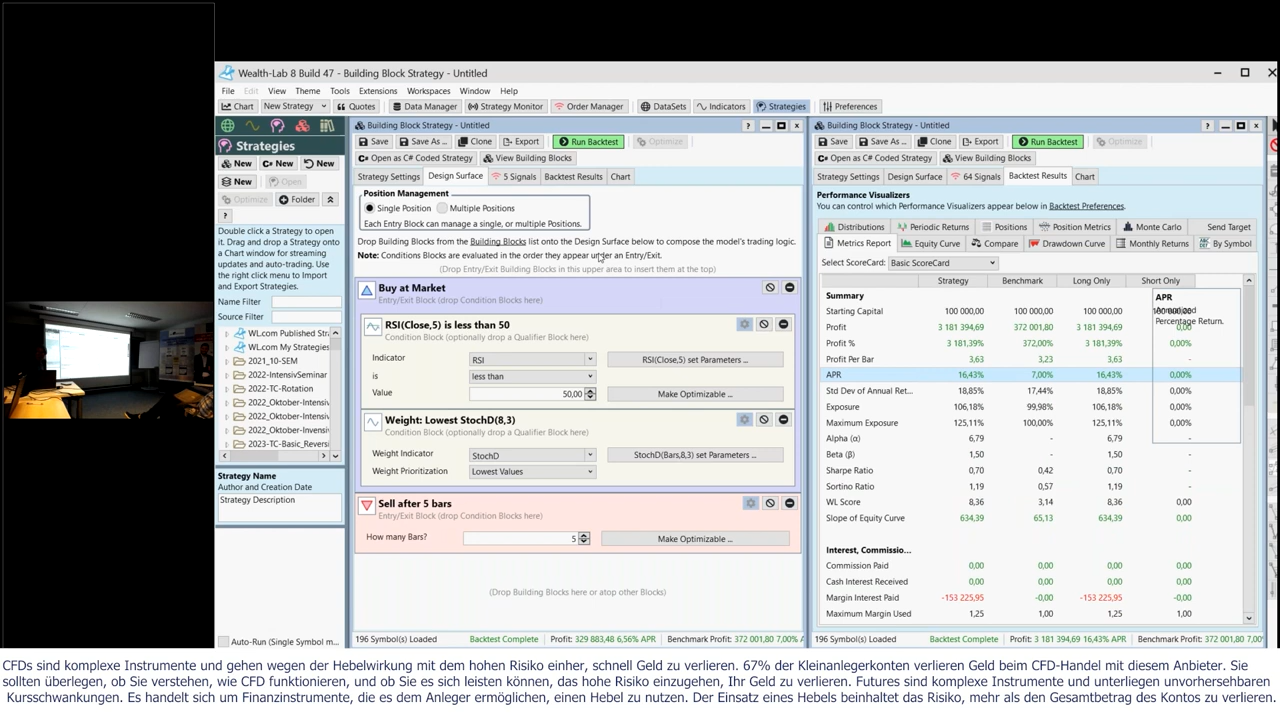 Wealth-Lab 8 Build 47 - Building Block Strategy - Untitled
File Edit View Theme Tools Extensions Workspaces Window Help
Chart New Strategy Quotes Data Manager Strategy Monitor Order Manager DataSets Indicators Strategies Preferences
Strategies
New New New
New Open
Optimize Folder
?
Double click a Strategy to open
it. Drag and drop a Strategy onto
a Chart window for streaming
updates and auto-trading. Use
the right click menu to Import
and Export Strategies.
Name Filter
Source Filter
WL.com Published Stra
WL.com My Strategies
2021_10-SEM
2022-IntensivSeminar
2022-TC-Rotation
2022_Oktober-Intensiv
2022_Oktober-Intensiv
2022_Oktober-Intensiv
2023-TC-Basic_Reversi
Strategy Name
Author and Creation Date
Strategy Description
Auto-Run (Single Symbol m...
Building Block Strategy - Untitled
Save Save As ... Clone Export Run Backtest Optimize
C# Open as C# Coded Strategy View Building Blocks
Strategy Settings Design Surface 5 Signals Backtest Results Chart
Position Management
Single Position Multiple Positions
Each Entry Block can manage a single, or multiple Positions.
Drop Building Blocks from the Building Blocks list onto the Design Surface below to compose the model's trading logic.
Note: Conditions Blocks are evaluated in the order they appear under an Entry/Exit.
(Drop Entry/Exit Building Blocks in this upper area to insert them at the top)
Buy at Market
Entry/Exit Block (drop Condition Blocks here)
RSI(Close,5) is less than 50
Condition Block (optionally drop a Qualifier Block here)
Indicator RSI RSI(Close,5) set Parameters ...
is less than
Value 50,00 Make Optimizable ...
Weight: Lowest StochD(8,3)
Condition Block (optionally drop a Qualifier Block here)
Weight Indicator StochD StochD(Bars,8,3) set Parameters ...
Weight Prioritization Lowest Values
Sell after 5 bars
Entry/Exit Block (drop Condition Blocks here)
How many Bars? 5 Make Optimizable ...
(Drop Building Blocks here or atop other Blocks)
196 Symbol(s) Loaded Backtest Complete Profit: 329 883,48 6,56% APR Benchmark Profit: 372 001,80 7,00% A
Building Block Strategy - Untitled
Save Save As ... Clone Export Run Backtest Optimize
C# Open as C# Coded Strategy View Building Blocks
Strategy Settings Design Surface 64 Signals Backtest Results Chart
Performance Visualizers
You can control which Performance Visualizers appear below in Backtest Preferences.
Distributions Periodic Returns Positions Position Metrics Monte Carlo Send Target
Metrics Report Equity Curve Compare Drawdown Curve Monthly Returns By Symbol
Select ScoreCard: Basic ScoreCard
Strategy Benchmark Long Only Short Only
Summary
Starting Capital 100 000,00 100 000,00 100 000,00
Profit 3 181 394,69 372 001,80 3 181 394,69 0,00
Profit % 3 181,39% 372,00% 3 181,39% 0,00%
Profit Per Bar 3,63 3,23 3,63 -
APR 16,43% 7,00% 16,43% 0,00%
Std Dev of Annual Ret... 18,85% 17,44% 18,85% 0,00%
Exposure 106,18% 99,98% 106,18% 0,00%
Maximum Exposure 125,11% 100,00% 125,11% 0,00%
Alpha (α) 6,79 - 6,79 -
Beta (β) 1,50 - 1,50 -
Sharpe Ratio 0,70 0,42 0,70 -
Sortino Ratio 1,19 0,57 1,19 -
WL Score 8,36 3,14 8,36 0,00
Slope of Equity Curve 634,39 65,13 634,39 0,00
Interest, Commissio...
Commission Paid 0,00 0,00 0,00 0,00
Cash Interest Received 0,00 0,00 0,00 0,00
Margin Interest Paid -153 225,95 -0,00 -153 225,95 -0,00
Maximum Margin Used 1,25 1,00 1,25 1,00
APR
Percentage Return.
196 Symbol(s) Loaded Backtest Complete Profit: 3 181 394,69 16,43% APR Benchmark Profit: 372 001,80 7,00
CFDs sind komplexe Instrumente und gehen wegen der Hebelwirkung mit dem hohen Risiko einher, schnell Geld zu verlieren. 67% der Kleinanlegerkonten verlieren Geld beim CFD-Handel mit diesem Anbieter. Sie
sollten überlegen, ob Sie verstehen, wie CFD funktionieren, und ob Sie es sich leisten können, das hohe Risiko einzugehen, Ihr Geld zu verlieren. Futures sind komplexe Instrumente und unterliegen unvorhersehbaren
Kursschwankungen. Es handelt sich um Finanzinstrumente, die es dem Anleger ermöglichen, einen Hebel zu nutzen. Der Einsatz eines Hebels beinhaltet das Risiko, mehr als den Gesamtbetrag des Kontos zu verlieren.